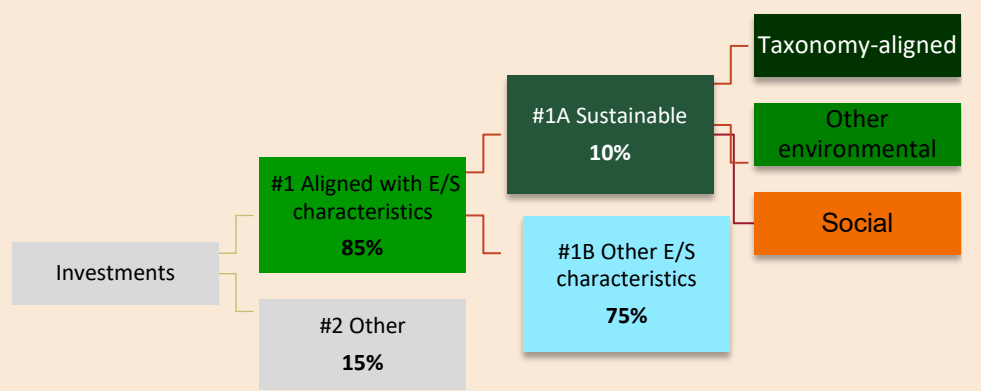 Investments
#1 Aligned with E/S
characteristics
85%
#2 Other
15%
#1A Sustainable
10%
#1B Other E/S
characteristics
75%
Taxonomy-aligned
Other
environmental
Social